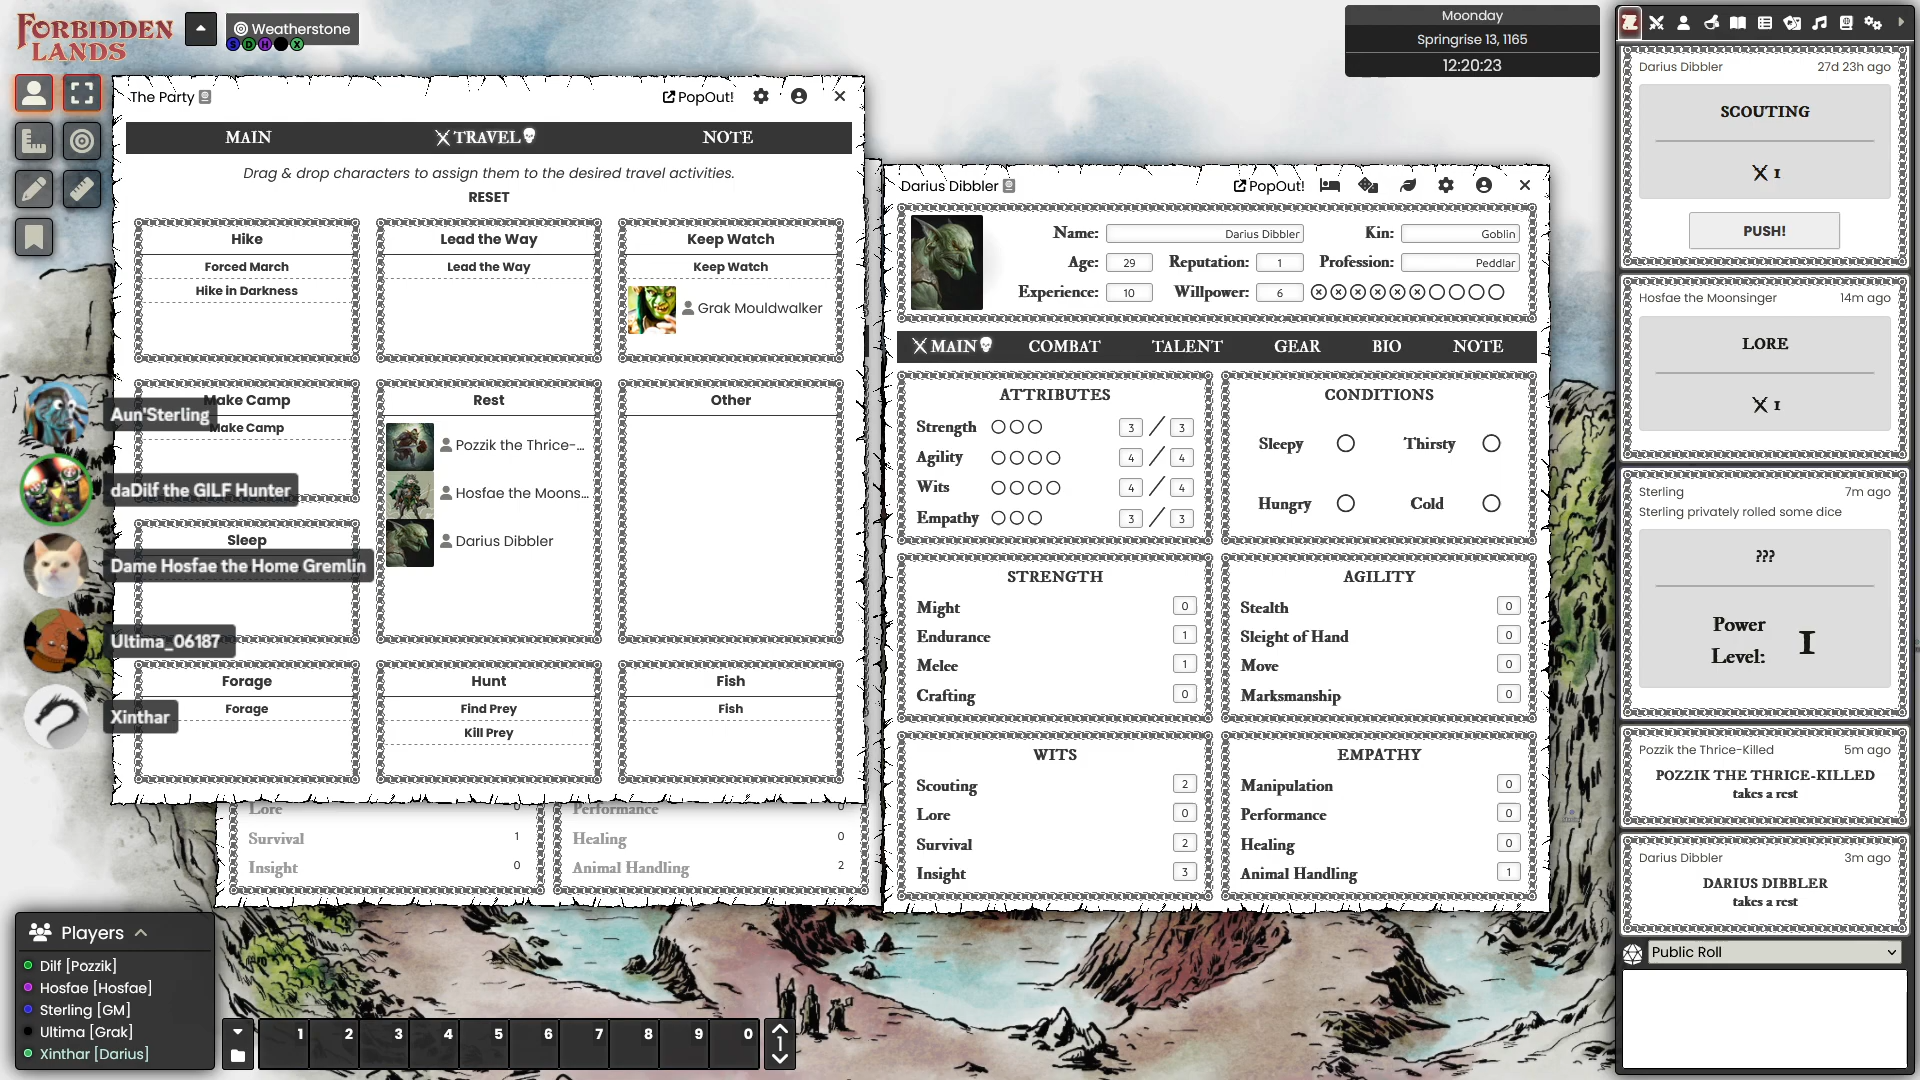 FORBIDDEN LANDS
Weatherstone
S D H X
Moonday
Springrise 13, 1165
12:20:23
The Party
PopOut!
MAIN
TRAVEL
NOTE
Drag & drop characters to assign them to the desired travel activities.
RESET
Hike
Forced March
Hike in Darkness
Lead the Way
Lead the Way
Keep Watch
Keep Watch
Grak Mouldwalker
Make Camp
Make Camp
Rest
Pozzik the Thrice-...
Hosfae the Moons...
Darius Dibbler
Other
Sleep
Forage
Forage
Hunt
Find Prey
Kill Prey
Fish
Fish
Aun'Sterling
daDilf the GILF Hunter
Dame Hosfae the Home Gremlin
Ultima_06187
Xinthar
Lore 0
Survival 1
Insight 0
Performance 0
Healing 0
Animal Handling 2
Darius Dibbler
PopOut!
Name: Darius Dibbler
Kin: Goblin
Age: 29
Reputation: 1
Profession: Peddlar
Experience: 10
Willpower: 6
MAIN
COMBAT
TALENT
GEAR
BIO
NOTE
ATTRIBUTES
Strength 3 / 3
Agility 4 / 4
Wits 4 / 4
Empathy 3 / 3
CONDITIONS
Sleepy
Thirsty
Hungry
Cold
STRENGTH
Might 0
Endurance 1
Melee 1
Crafting 0
AGILITY
Stealth 0
Sleight of Hand 0
Move 0
Marksmanship 0
WITS
Scouting 2
Lore 0
Survival 2
Insight 3
EMPATHY
Manipulation 0
Performance 0
Healing 0
Animal Handling 1
Darius Dibbler 27d 23h ago
SCOUTING
1
PUSH!
Hosfae the Moonsinger 14m ago
LORE
1
Sterling 7m ago
Sterling privately rolled some dice
???
Power Level: 1
Pozzik the Thrice-Killed 5m ago
POZZIK THE THRICE-KILLED
takes a rest
Darius Dibbler 3m ago
DARIUS DIBBLER
takes a rest
Public Roll
Players
Dilf [Pozzik]
Hosfae [Hosfae]
Sterling [GM]
Ultima [Grak]
Xinthar [Darius]
1 2 3 4 5 6 7 8 9 0
1